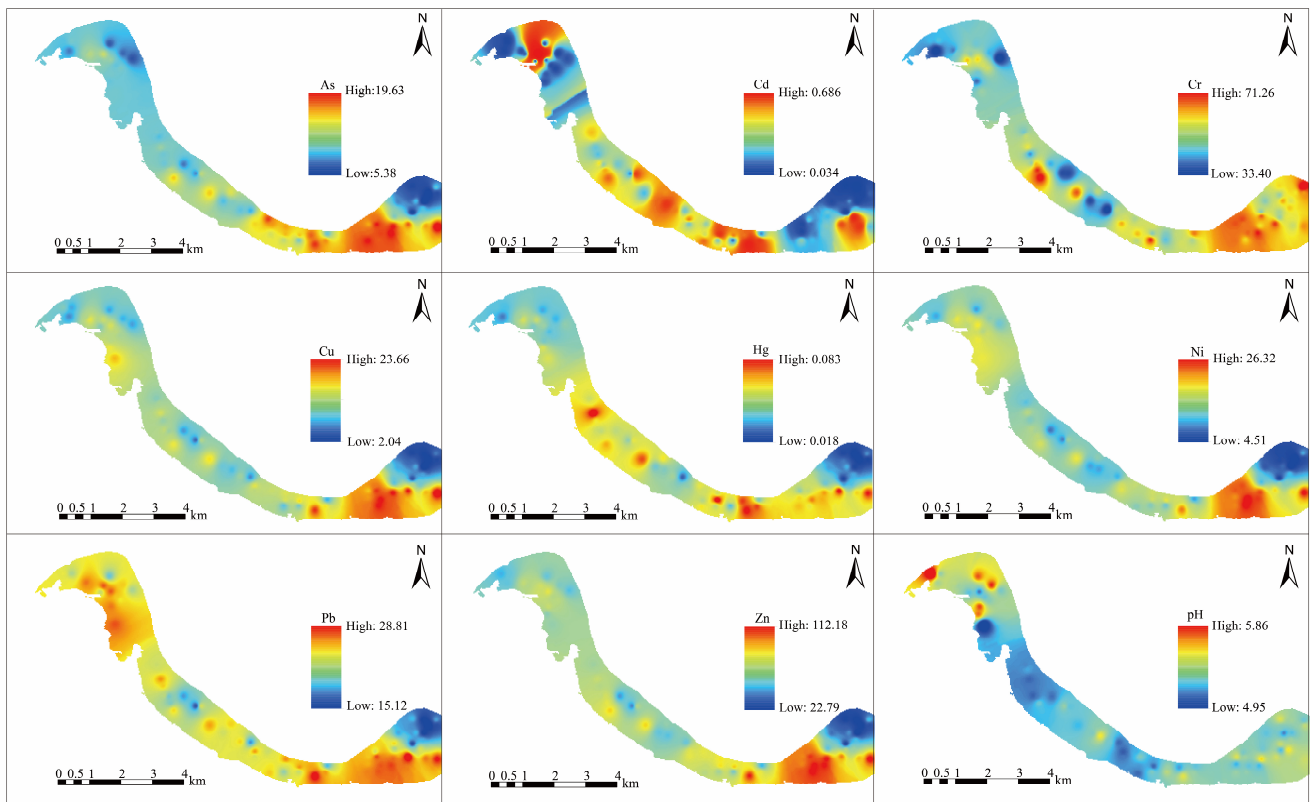 N
As
High:19.63
Low:5.38
0 0.5 1 2 3 4 km
N
Cd
High: 0.686
Low: 0.034
0 0.5 1 2 3 4 km
N
Cr
High: 71.26
Low: 33.40
0 0.5 1 2 3 4 km
N
Cu
High: 23.66
Low: 2.04
0 0.5 1 2 3 4 km
N
Hg
High: 0.083
Low: 0.018
0 0.5 1 2 3 4 km
N
Ni
High: 26.32
Low: 4.51
0 0.5 1 2 3 4 km
N
Pb
High: 28.81
Low: 15.12
0 0.5 1 2 3 4 km
N
Zn
High: 112.18
Low: 22.79
0 0.5 1 2 3 4 km
N
pH
High: 5.86
Low: 4.95
0 0.5 1 2 3 4 km